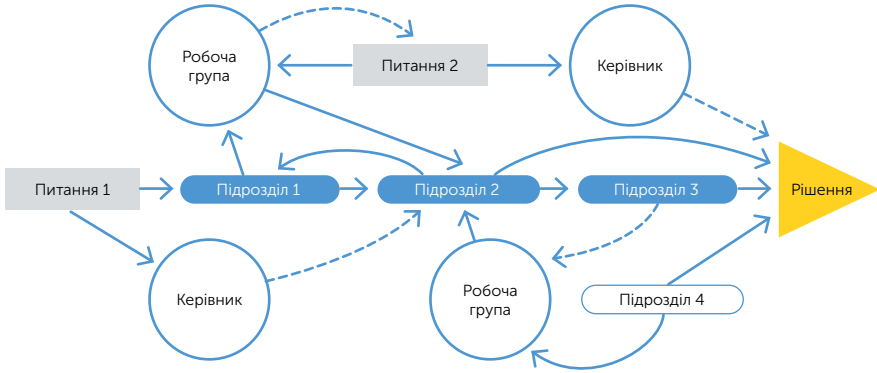 Робоча
група
Питання 2
Керівник
Питання 1
Підрозділ 1
Підрозділ 2
Підрозділ 3
Рішення
Керівник
Робоча
група
Підрозділ 4